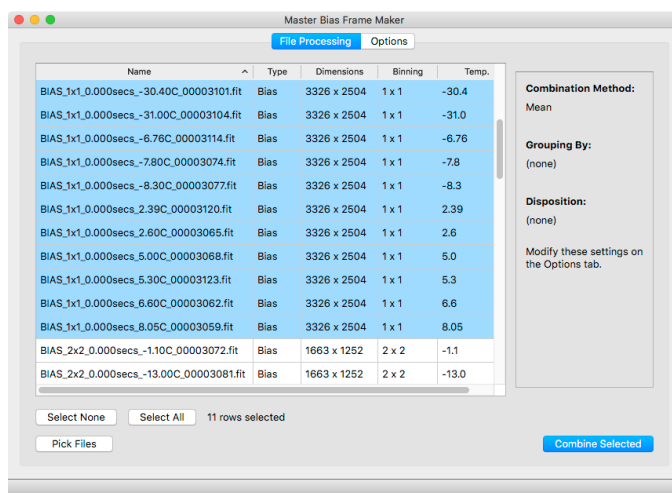 Master Bias Frame Maker
File Processing Options
Name Type Dimensions Binning Temp.
BIAS_1x1_0.000secs_-30.40C_00003101.fit Bias 3326 x 2504 1 x 1 -30.4
BIAS_1x1_0.000secs_-31.00C_00003104.fit Bias 3326 x 2504 1 x 1 -31.0
BIAS_1x1_0.000secs_-6.76C_00003114.fit Bias 3326 x 2504 1 x 1 -6.76
BIAS_1x1_0.000secs_-7.80C_00003074.fit Bias 3326 x 2504 1 x 1 -7.8
BIAS_1x1_0.000secs_-8.30C_00003077.fit Bias 3326 x 2504 1 x 1 -8.3
BIAS_1x1_0.000secs_2.39C_00003120.fit Bias 3326 x 2504 1 x 1 2.39
BIAS_1x1_0.000secs_2.60C_00003065.fit Bias 3326 x 2504 1 x 1 2.6
BIAS_1x1_0.000secs_5.00C_00003068.fit Bias 3326 x 2504 1 x 1 5.0
BIAS_1x1_0.000secs_5.30C_00003123.fit Bias 3326 x 2504 1 x 1 5.3
BIAS_1x1_0.000secs_6.60C_00003062.fit Bias 3326 x 2504 1 x 1 6.6
BIAS_1x1_0.000secs_8.05C_00003059.fit Bias 3326 x 2504 1 x 1 8.05
BIAS_2x2_0.000secs_-1.10C_00003072.fit Bias 1663 x 1252 2 x 2 -1.1
BIAS_2x2_0.000secs_-13.00C_00003081.fit Bias 1663 x 1252 2 x 2 -13.0
Combination Method:
Mean
Grouping By:
(none)
Disposition:
(none)
Modify these settings on
the Options tab.
Select None Select All 11 rows selected
Pick Files Combine Selected